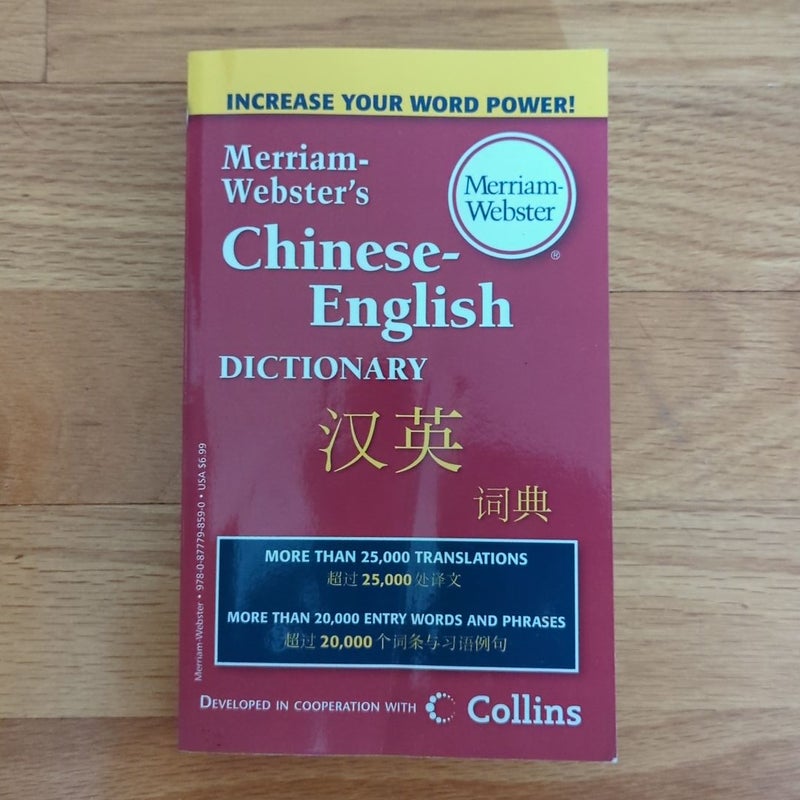 INCREASE YOUR WORD POWER!
Merriam-
Webster's
Merriam-
Webster
®
Chinese-
English
DICTIONARY
汉英
词典
MORE THAN 25,000 TRANSLATIONS
超过 25,000 处译文
MORE THAN 20,000 ENTRY WORDS AND PHRASES
超过 20,000 个词条与习语例句
DEVELOPED IN COOPERATION WITH Collins
Merriam-Webster • 978-0-87779-859-0 • USA $6.99